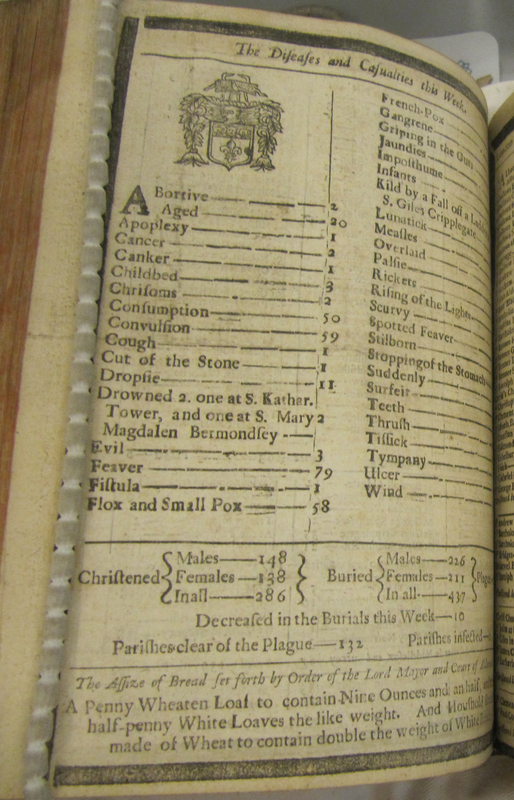 The Diſeaſes and Caſualties this Week.
ABortive — 2
Aged — 20
Apoplexy — 1
Cancer — 2
Canker — 1
Childbed — 3
Chriſoms — 2
Conſumption — 50
Convulſion — 59
Cough — 1
Cut of the Stone — 1
Dropſie — 11
Drowned 2. one at S. Kathar.
Tower, and one at S. Mary 2
Magdalen Bermondſey —
Evil — 3
Feaver — 79
Fiſtula — 1
Flox and Small Pox — 58
French-Pox
Gangrene
Griping in the Guts
Jaundies
Impoſthume
Infants
Kild by a Fall off a
S. Giles Cripplegate
Lunatick
Meaſles
Overlaid
Palſie
Rickets
Riſing of the Lights
Scurvy
Spotted Feaver
Stilborn
Stopping of the Stomach
Suddenly
Surfeit
Teeth
Thruſh
Tiſſick
Tympany
Ulcer
Wind
Chriſtened { Males — 148 Females — 138 In all — 286 }
Buried { Males — 226 Females — 211 In all — 437 }
Decreaſed in the Burials this Week — 10
Pariſhes clear of the Plague — 132 Pariſhes infected —
The Aſſize of Bread ſet forth by Order of the Lord Mayor and Court of
A Penny Wheaten Loaf to contain Nine Ounces and an half,
half-penny White Loaves the like weight. And Houſhold
made of Wheat to contain double the weight of White